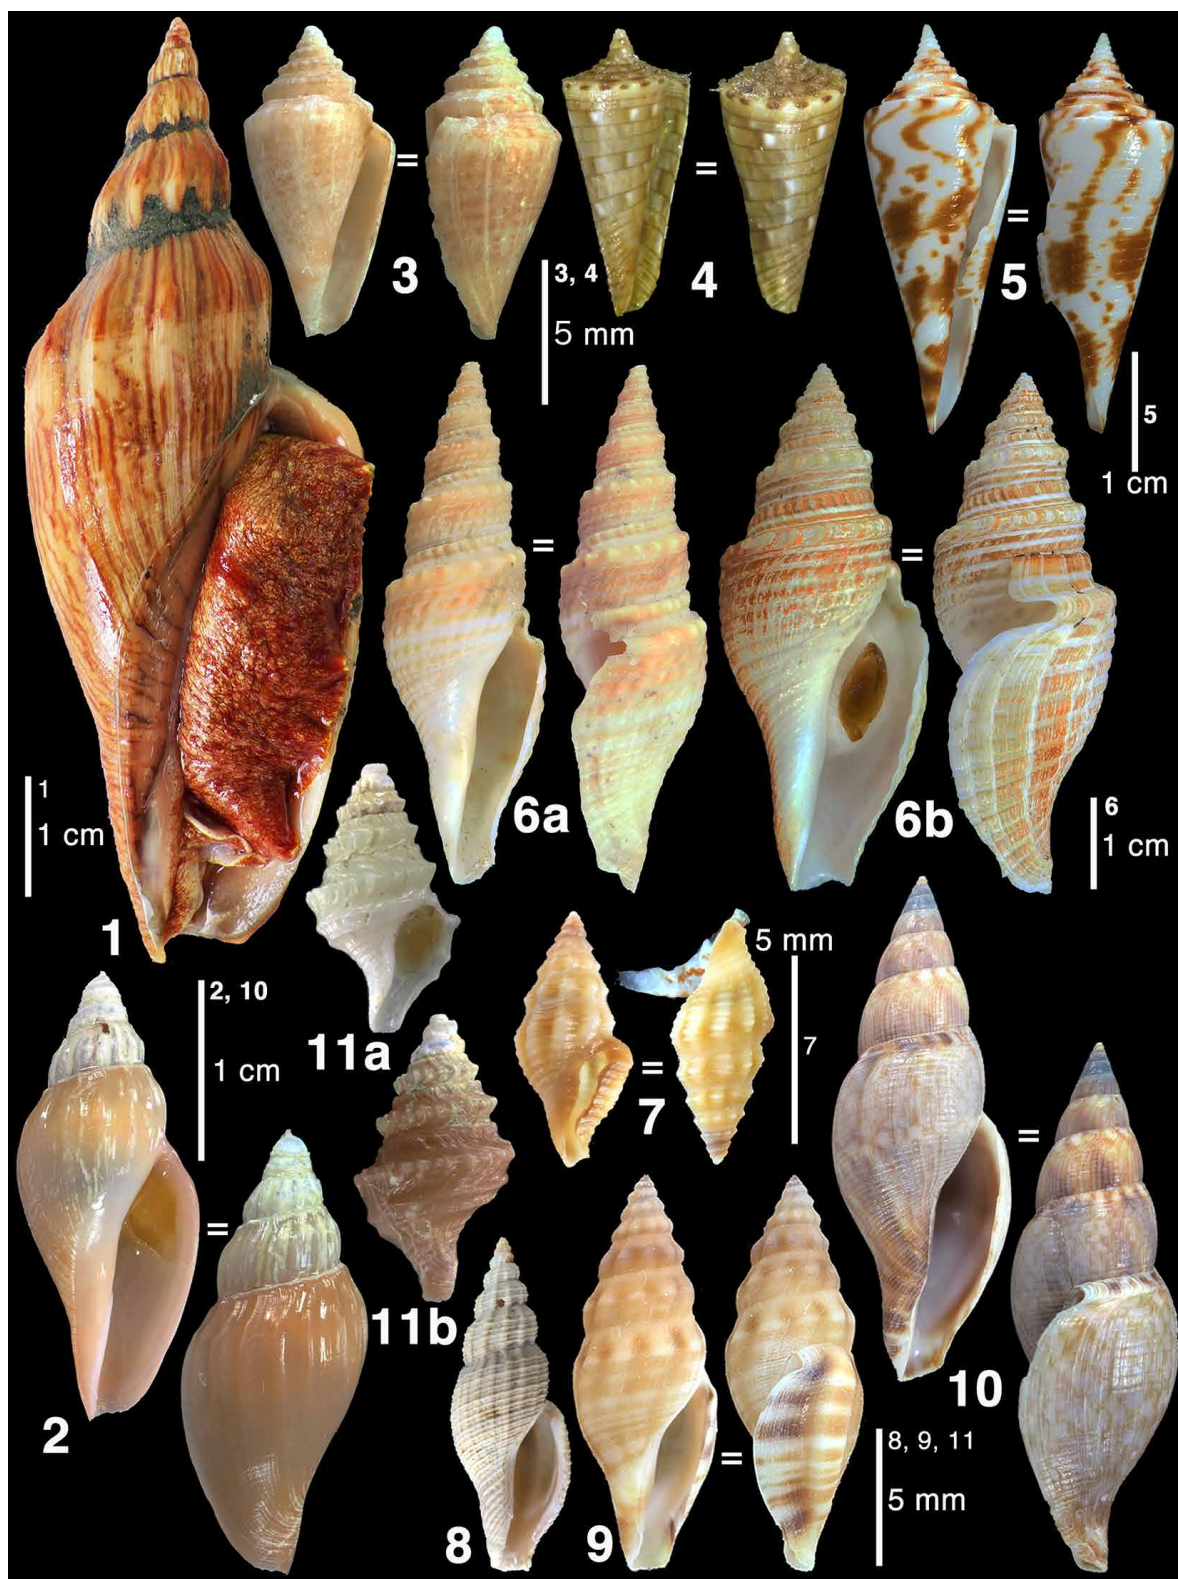 =
=
=
3
3, 4
5 mm
4
5
5
1 cm
=
=
1
1 cm
6a
6b
6
1 cm
1
2, 10
1 cm
11a
5 mm
=
7
7
=
=
11b
2
8
9
=
10
8, 9, 11
5 mm